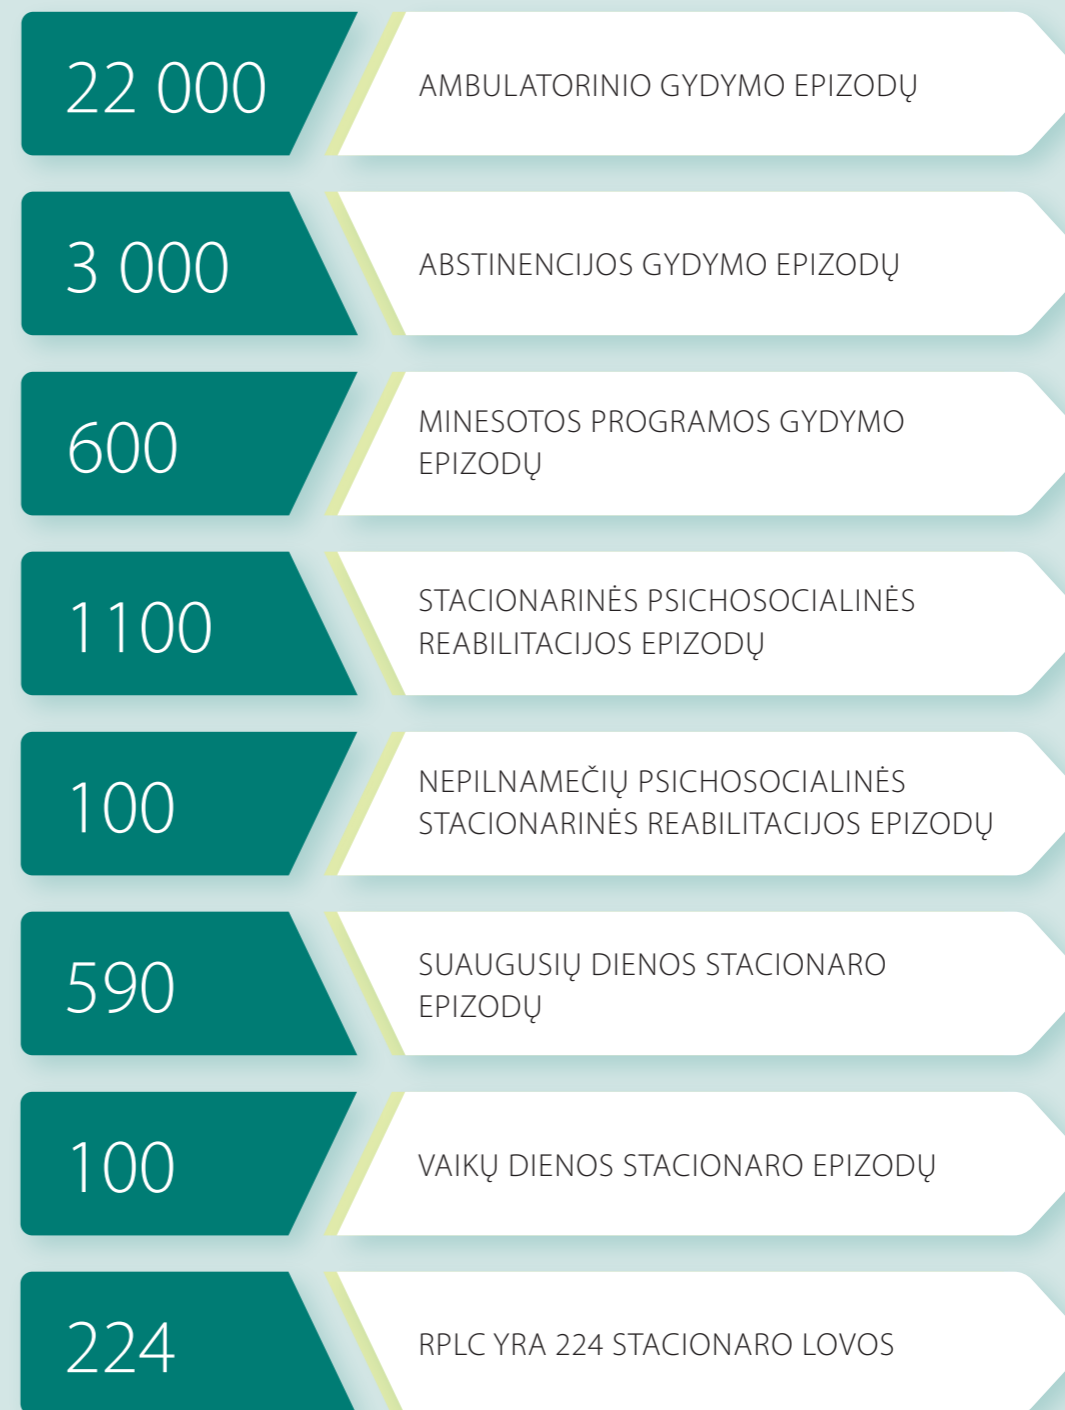 22 000
AMBULATORINIO GYDYMO EPIZODŲ
3 000
ABSTINENCIJOS GYDYMO EPIZODŲ
600
MINESOTOS PROGRAMOS GYDYMO
EPIZODŲ
1100
STACIONARINĖS PSICHOSOCIALINĖS
REABILITACIJOS EPIZODŲ
100
NEPILNAMEČIŲ PSICHOSOCIALINĖS
STACIONARINĖS REABILITACIJOS EPIZODŲ
590
SUAUGUSIŲ DIENOS STACIONARO
EPIZODŲ
100
VAIKŲ DIENOS STACIONARO EPIZODŲ
224
RPLC YRA 224 STACIONARO LOVOS